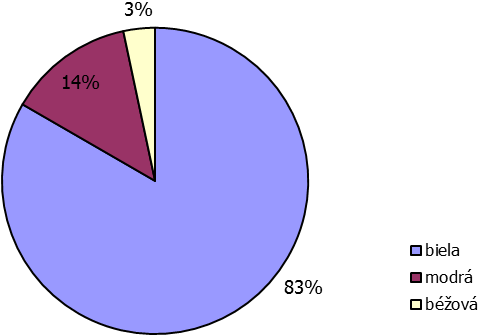 3%
14%
83%
biela
modrá
béžová